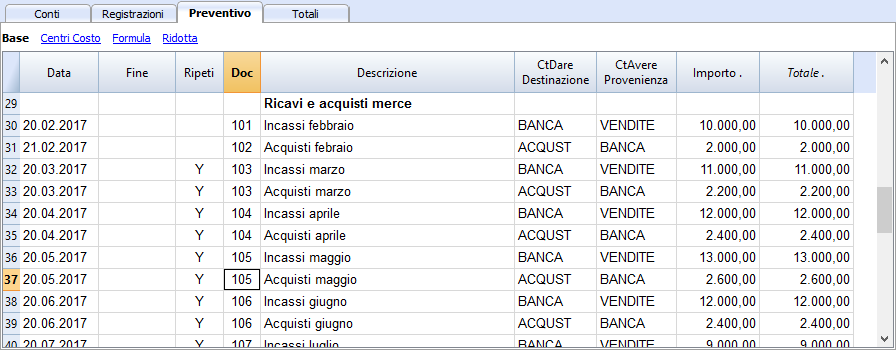 Conti Registrazioni Preventivo Totali
Base Centri Costo Formula Ridotta
Data Fine Ripeti Doc Descrizione CtDare Destinazione CtAvere Provenienza Importo . Totale .
29 Ricavi e acquisti merce
30 20.02.2017 101 Incassi febbraio BANCA VENDITE 10.000,00 10.000,00
31 21.02.2017 102 Acquisti febraio ACQUST BANCA 2.000,00 2.000,00
32 20.03.2017 Y 103 Incassi marzo BANCA VENDITE 11.000,00 11.000,00
33 20.03.2017 Y 103 Acquisti marzo ACQUST BANCA 2.200,00 2.200,00
34 20.04.2017 Y 104 Incassi aprile BANCA VENDITE 12.000,00 12.000,00
35 20.04.2017 Y 104 Acquisti aprile ACQUST BANCA 2.400,00 2.400,00
36 20.05.2017 Y 105 Incassi maggio BANCA VENDITE 13.000,00 13.000,00
37 20.05.2017 Y 105 Acquisti maggio ACQUST BANCA 2.600,00 2.600,00
38 20.06.2017 Y 106 Incassi giugno BANCA VENDITE 12.000,00 12.000,00
39 20.06.2017 Y 106 Acquisti giugno ACQUST BANCA 2.400,00 2.400,00
40 20.07.2017 Y 107 Incassi luglio BANCA VENDITE 9.000,00 9.000,00